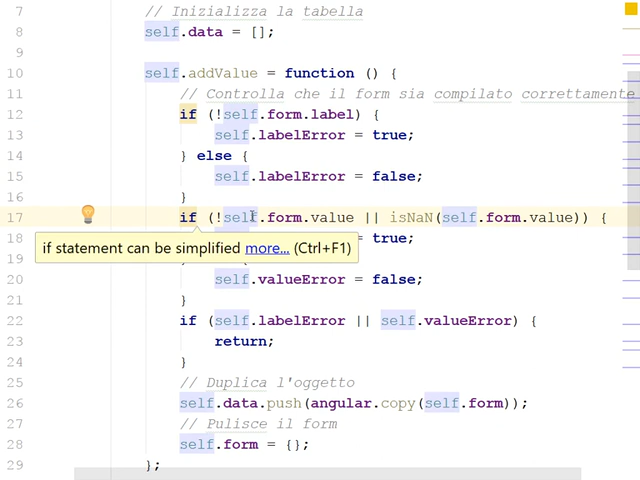 7 // Inizializza la tabella
8 self.data = [];
9
10 self.addValue = function () {
11 // Controlla che il form sia compilato correttamente
12 if (!self.form.label) {
13 self.labelError = true;
14 } else {
15 self.labelError = false;
16 }
17 if (!self.form.value || isNaN(self.form.value)) {
18 = true;
if statement can be simplified more... (Ctrl+F1)
19 {
20 self.valueError = false;
21 }
22 if (self.labelError || self.valueError) {
23 return;
24 }
25 // Duplica l'oggetto
26 self.data.push(angular.copy(self.form));
27 // Pulisce il form
28 self.form = {};
29 };